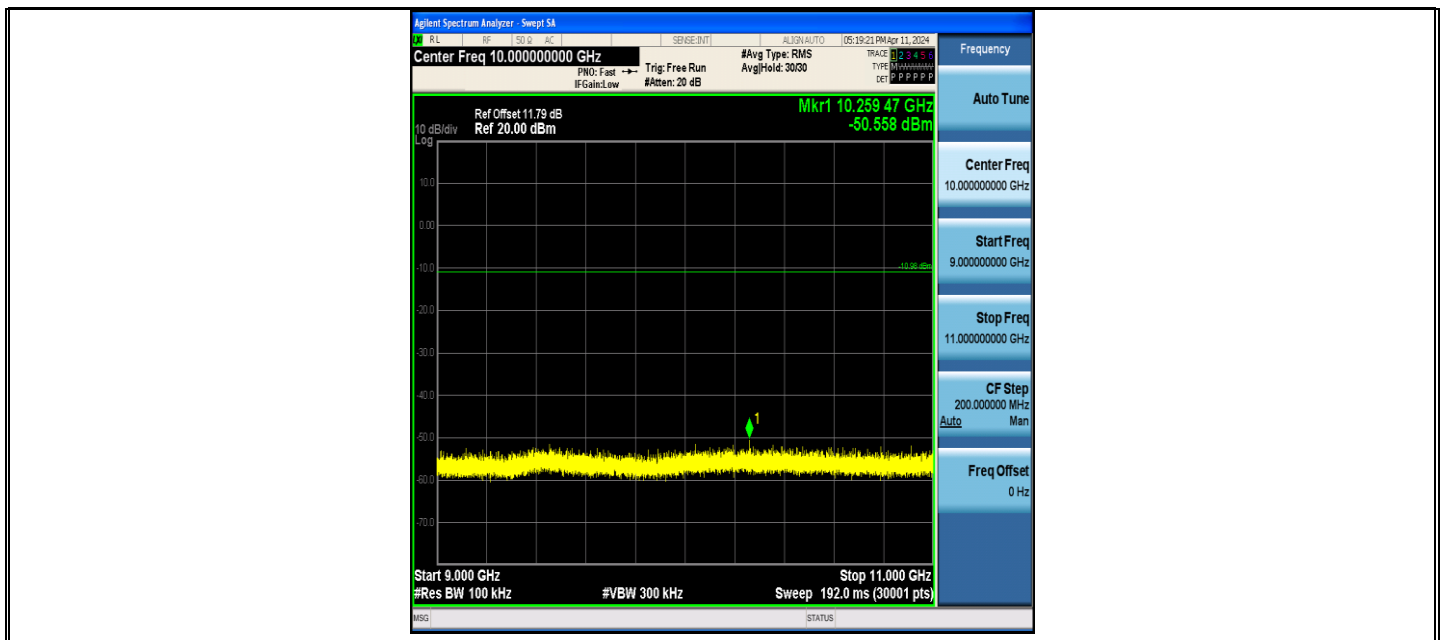 Agilent Spectrum Analyzer - Swept SA
RL RF 50 Ω AC SENSE:INT ALIGN AUTO 05:19:21 PM Apr 11, 2024
Center Freq 10.000000000 GHz
PNO: Fast
IFGain:Low
Trig: Free Run
#Atten: 20 dB
#Avg Type: RMS
Avg|Hold: 30/30
TRACE 1 2 3 4 5 6
TYPE M
DET P P P P P P
Mkr1 10.259 47 GHz
-50.558 dBm
Ref Offset 11.79 dB
10 dB/div Ref 20.00 dBm
Log
10.0
0.00
-10.98 dBm
-10.0
-20.0
-30.0
-40.0
1
-50.0
-60.0
-70.0
Start 9.000 GHz Stop 11.000 GHz
#Res BW 100 kHz #VBW 300 kHz Sweep 192.0 ms (30001 pts)
MSG STATUS
Frequency
Auto Tune
Center Freq
10.000000000 GHz
Start Freq
9.000000000 GHz
Stop Freq
11.000000000 GHz
CF Step
200.000000 MHz
Auto Man
Freq Offset
0 Hz